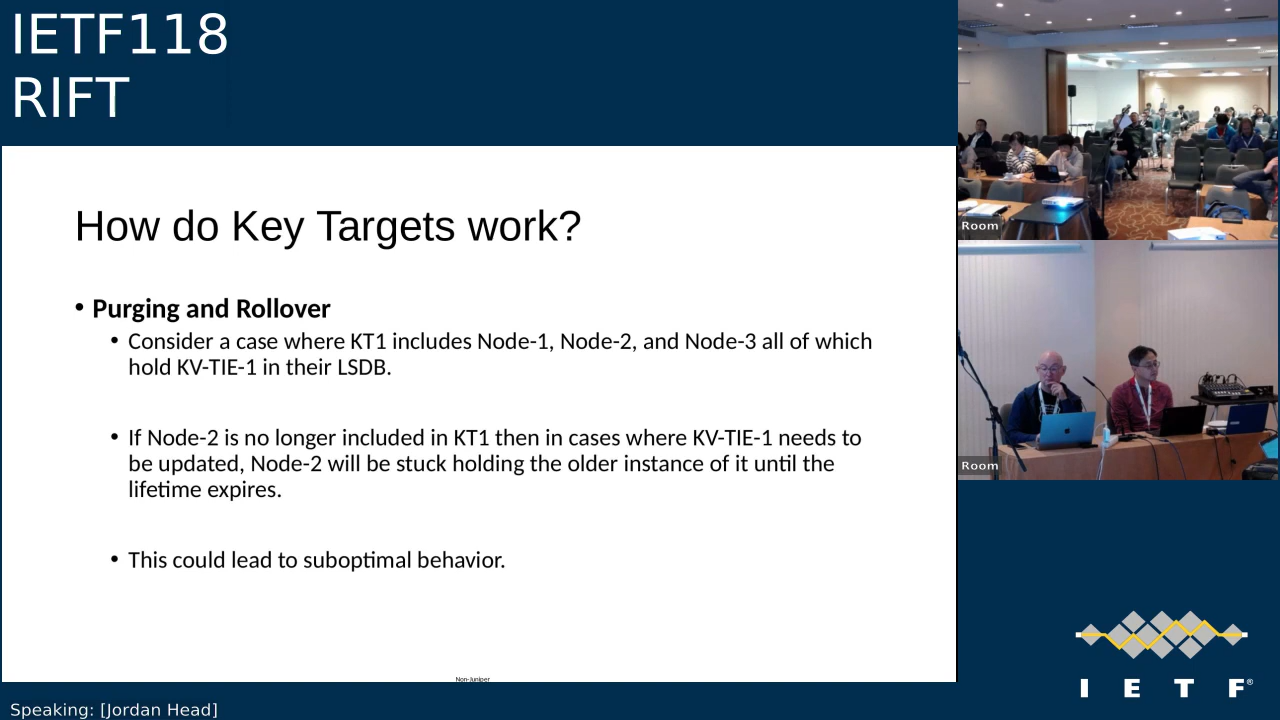 IETF118
RIFT
How do Key Targets work?
• Purging and Rollover
• Consider a case where KT1 includes Node-1, Node-2, and Node-3 all of which
hold KV-TIE-1 in their LSDB.
• If Node-2 is no longer included in KT1 then in cases where KV-TIE-1 needs to
be updated, Node-2 will be stuck holding the older instance of it until the
lifetime expires.
• This could lead to suboptimal behavior.
Non-Juniper
Speaking: [Jordan Head]
Room
Room
I E T F®